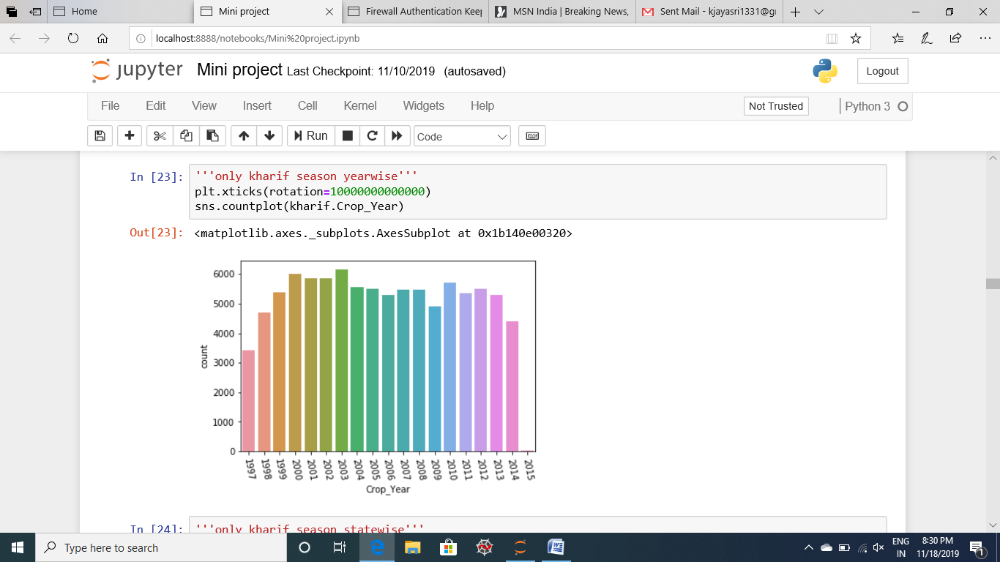 Home
Mini project
Firewall Authentication Keep
MSN India | Breaking News,
Sent Mail - kjayasri1331@g
localhost:8888/notebooks/Mini%20project.ipynb
jupyter Mini project Last Checkpoint: 11/10/2019 (autosaved)
Logout
File Edit View Insert Cell Kernel Widgets Help
Not Trusted
Python 3
Run
Code
In [23]: '''only kharif season yearwise'''
plt.xticks(rotation=10000000000000)
sns.countplot(kharif.Crop_Year)
Out[23]: <matplotlib.axes._subplots.AxesSubplot at 0x1b140e00320>
6000
5000
4000
3000
2000
1000
0
count
1997 1998 1999 2000 2001 2002 2003 2004 2005 2006 2007 2008 2009 2010 2011 2012 2013 2014 2015
Crop_Year
In [24]: '''only kharif season statewise'''
Type here to search
ENG
IN
8:30 PM
11/18/2019
1